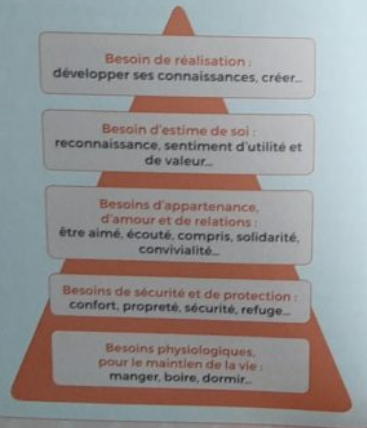 Besoin de réalisation :
développer ses connaissances, créer...
Besoin d'estime de soi :
reconnaissance, sentiment d'utilité et
de valeur...
Besoins d'appartenance,
d'amour et de relations :
être aimé, écouté, compris, solidarité,
convivialité...
Besoins de sécurité et de protection :
confort, propreté, sécurité, refuge...
Besoins physiologiques,
pour le maintien de la vie :
manger, boire, dormir...